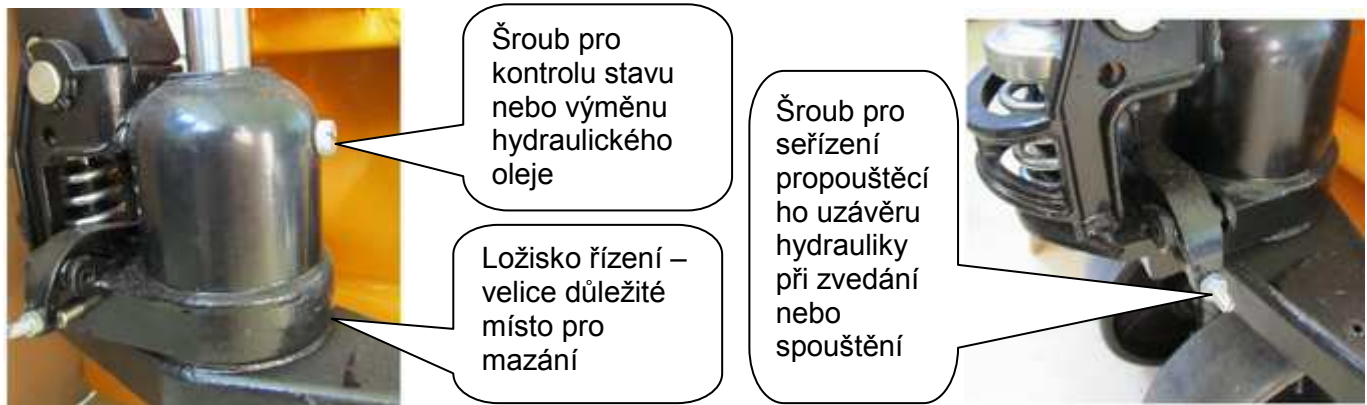 Šroub pro
kontrolu stavu
nebo výměnu
hydraulického
oleje
Ložisko řízení –
velice důležité
místo pro
mazání
Šroub pro
seřízení
propouštěcí
ho uzávěru
hydrauliky
při zvedání
nebo
spouštění